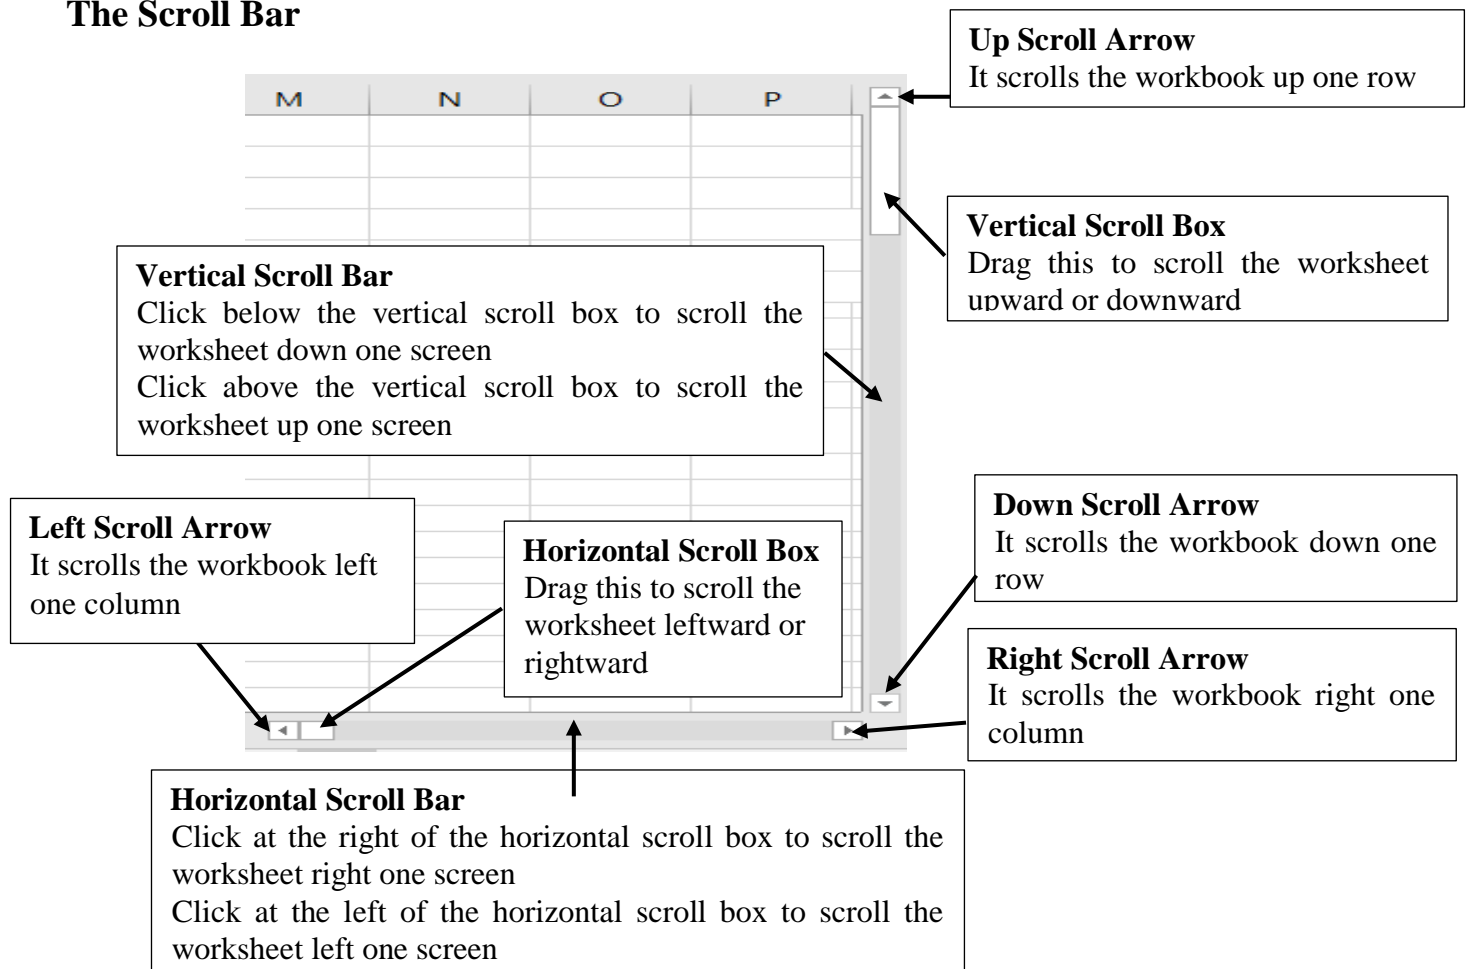 The Scroll Bar
Up Scroll Arrow
It scrolls the workbook up one row
M N O P
Vertical Scroll Box
Drag this to scroll the worksheet
upward or downward
Vertical Scroll Bar
Click below the vertical scroll box to scroll the
worksheet down one screen
Click above the vertical scroll box to scroll the
worksheet up one screen
Left Scroll Arrow
It scrolls the workbook left
one column
Horizontal Scroll Box
Drag this to scroll the
worksheet leftward or
rightward
Down Scroll Arrow
It scrolls the workbook down one
row
Right Scroll Arrow
It scrolls the workbook right one
column
Horizontal Scroll Bar
Click at the right of the horizontal scroll box to scroll the
worksheet right one screen
Click at the left of the horizontal scroll box to scroll the
worksheet left one screen